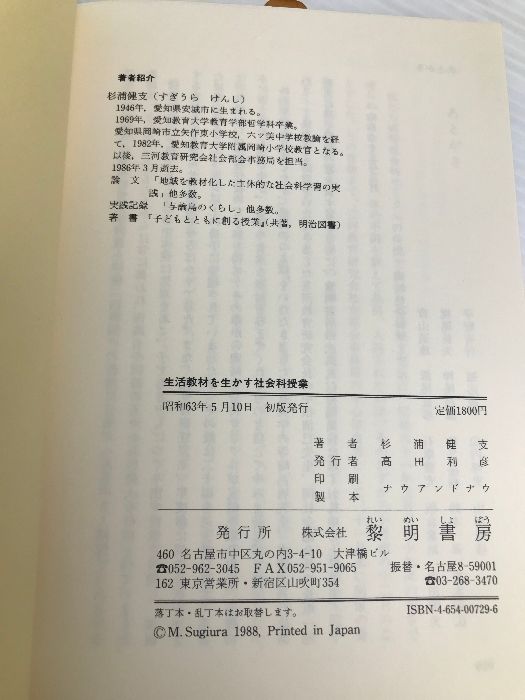 著者紹介
杉浦健支（すぎうら けんし）
1946年，愛知県安城市に生まれる。
1969年，愛知教育大学教育学部哲学科卒業。
愛知県岡崎市立矢作東小学校，六ッ美中学校教諭を経
て，1982年，愛知教育大学附属岡崎小学校教官となる。
以後，三河教育研究会社会部会事務局を担当。
1986年3月逝去。
論 文 「地域を教材化した主体的な社会科学習の実
践」他多数。
実践記録 「与論島のくらし」他多数。
著 書 『子どもとともに創る授業』(共著，明治図書)
生活教材を生かす社会科授業
昭和63年5月10日 初版発行 定価1800円
著 者 杉 浦 健 支
発 行 者 高 田 利 彦
印 刷
製 本 ナウアンドナウ
発 行 所 株式会社 黎明書房
れい めい しょ ぼう
460 名古屋市中区丸の内3-4-10 大津橋ビル
☎052-962-3045 FAX052-951-9065 振替・名古屋8-59001
162 東京営業所・新宿区山吹町354 ☎03-268-3470
落丁本・乱丁本はお取替します。 ISBN-4-654-00729-6
©M. Sugiura 1988, Printed in Japan